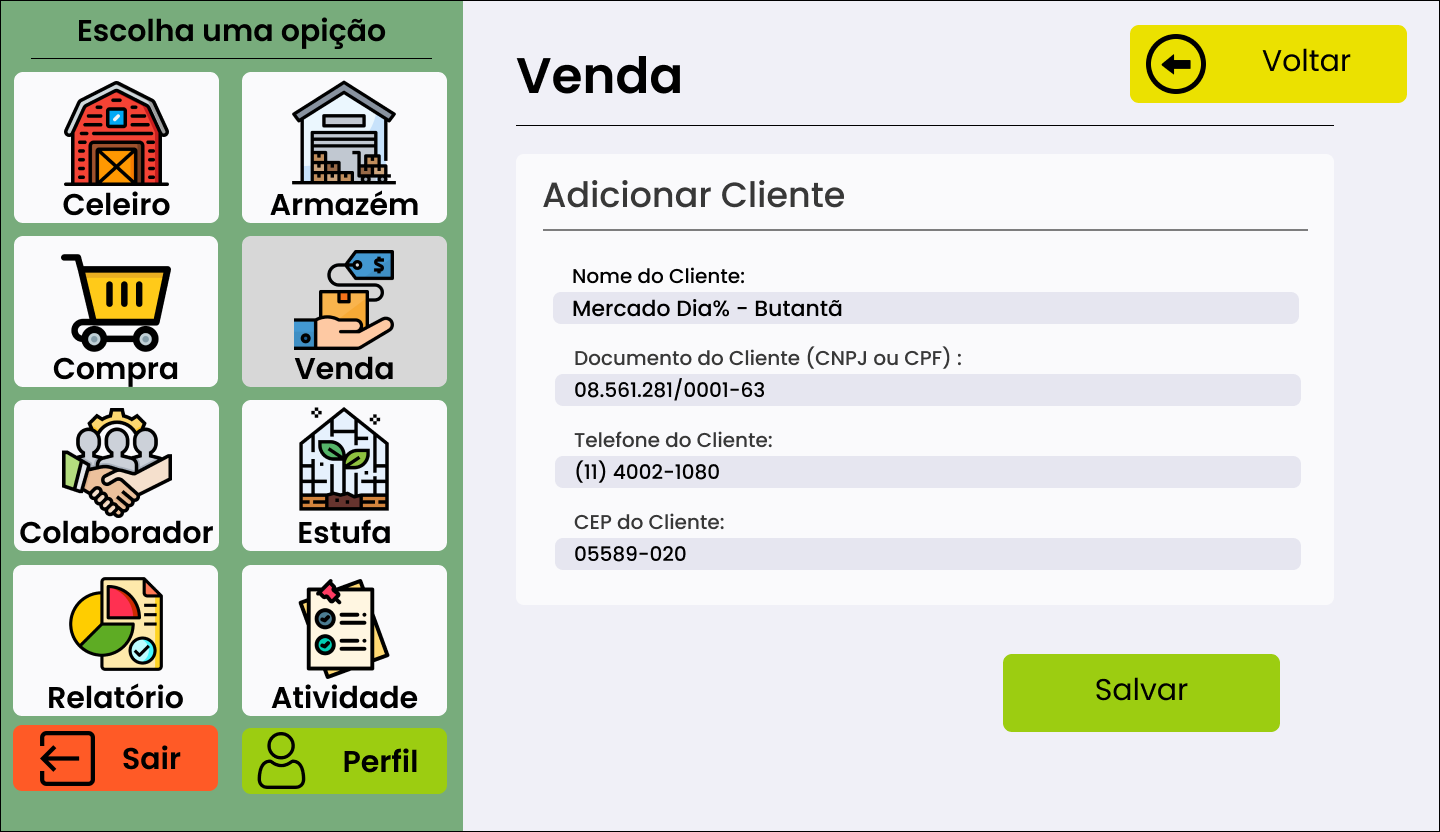 Escolha uma opição
Celeiro
Armazém
Compra
Venda
Colaborador
Estufa
Relatório
Atividade
Sair
Perfil
Venda
Voltar
Adicionar Cliente
Nome do Cliente:
Mercado Dia% - Butantã
Documento do Cliente (CNPJ ou CPF) :
08.561.281/0001-63
Telefone do Cliente:
(11) 4002-1080
CEP do Cliente:
05589-020
Salvar